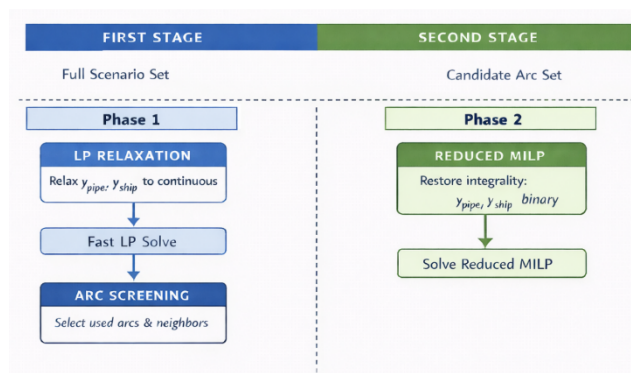 FIRST STAGE
SECOND STAGE
Full Scenario Set
Candidate Arc Set
Phase 1
LP RELAXATION
Relax y_pipe, y_ship to continuous
Fast LP Solve
ARC SCREENING
Select used arcs & neighbors
Phase 2
REDUCED MILP
Restore integrality:
y_pipe, y_ship binary
Solve Reduced MILP